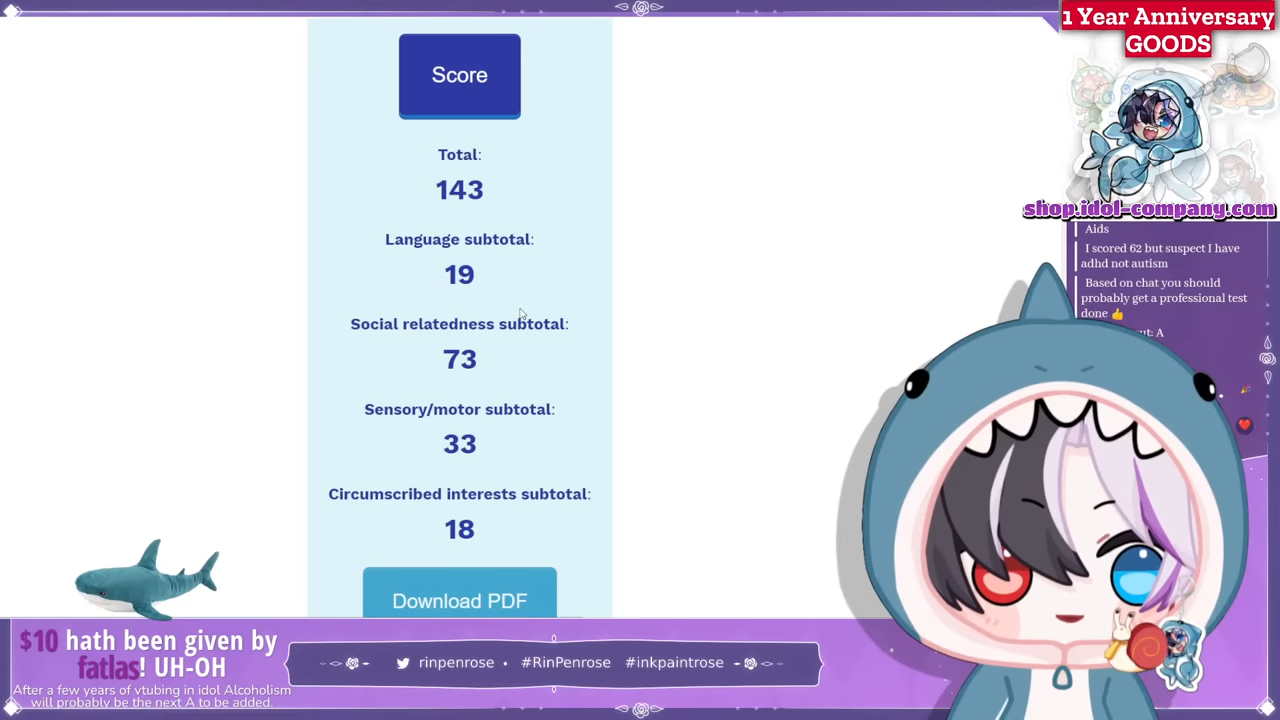 Score
Total:
143
Language subtotal:
19
Social relatedness subtotal:
73
Sensory/motor subtotal:
33
Circumscribed interests subtotal:
18
Download PDF
1 Year Anniversary
GOODS
shop.idol-company.com
Aids
I scored 62 but suspect I have
adhd not autism
Based on chat you should
probably get a professional test
done 👍
ut: A
$10 hath been given by
fatlas! UH-OH
After a few years of vtubing in idol Alcoholism
will probably be the next A to be added.
rinpenrose • #RinPenrose #inkpaintrose